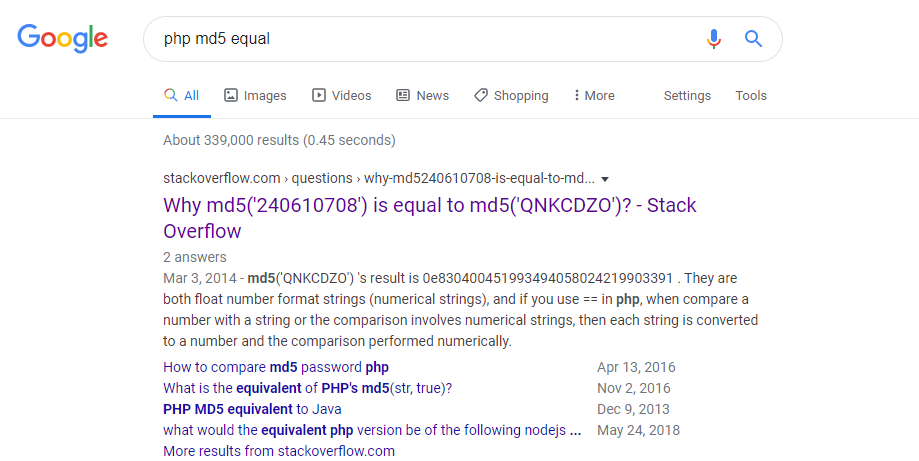 Google
php md5 equal
All Images Videos News Shopping More Settings Tools
About 339,000 results (0.45 seconds)
stackoverflow.com › questions › why-md5240610708-is-equal-to-md...
Why md5('240610708') is equal to md5('QNKCDZO')? - Stack
Overflow
2 answers
Mar 3, 2014 - md5('QNKCDZO') 's result is 0e830400451993494058024219903391 . They are
both float number format strings (numerical strings), and if you use == in php, when compare a
number with a string or the comparison involves numerical strings, then each string is converted
to a number and the comparison performed numerically.
How to compare md5 password php Apr 13, 2016
What is the equivalent of PHP's md5(str, true)? Nov 2, 2016
PHP MD5 equivalent to Java Dec 9, 2013
what would the equivalent php version be of the following nodejs ... May 24, 2018
More results from stackoverflow.com